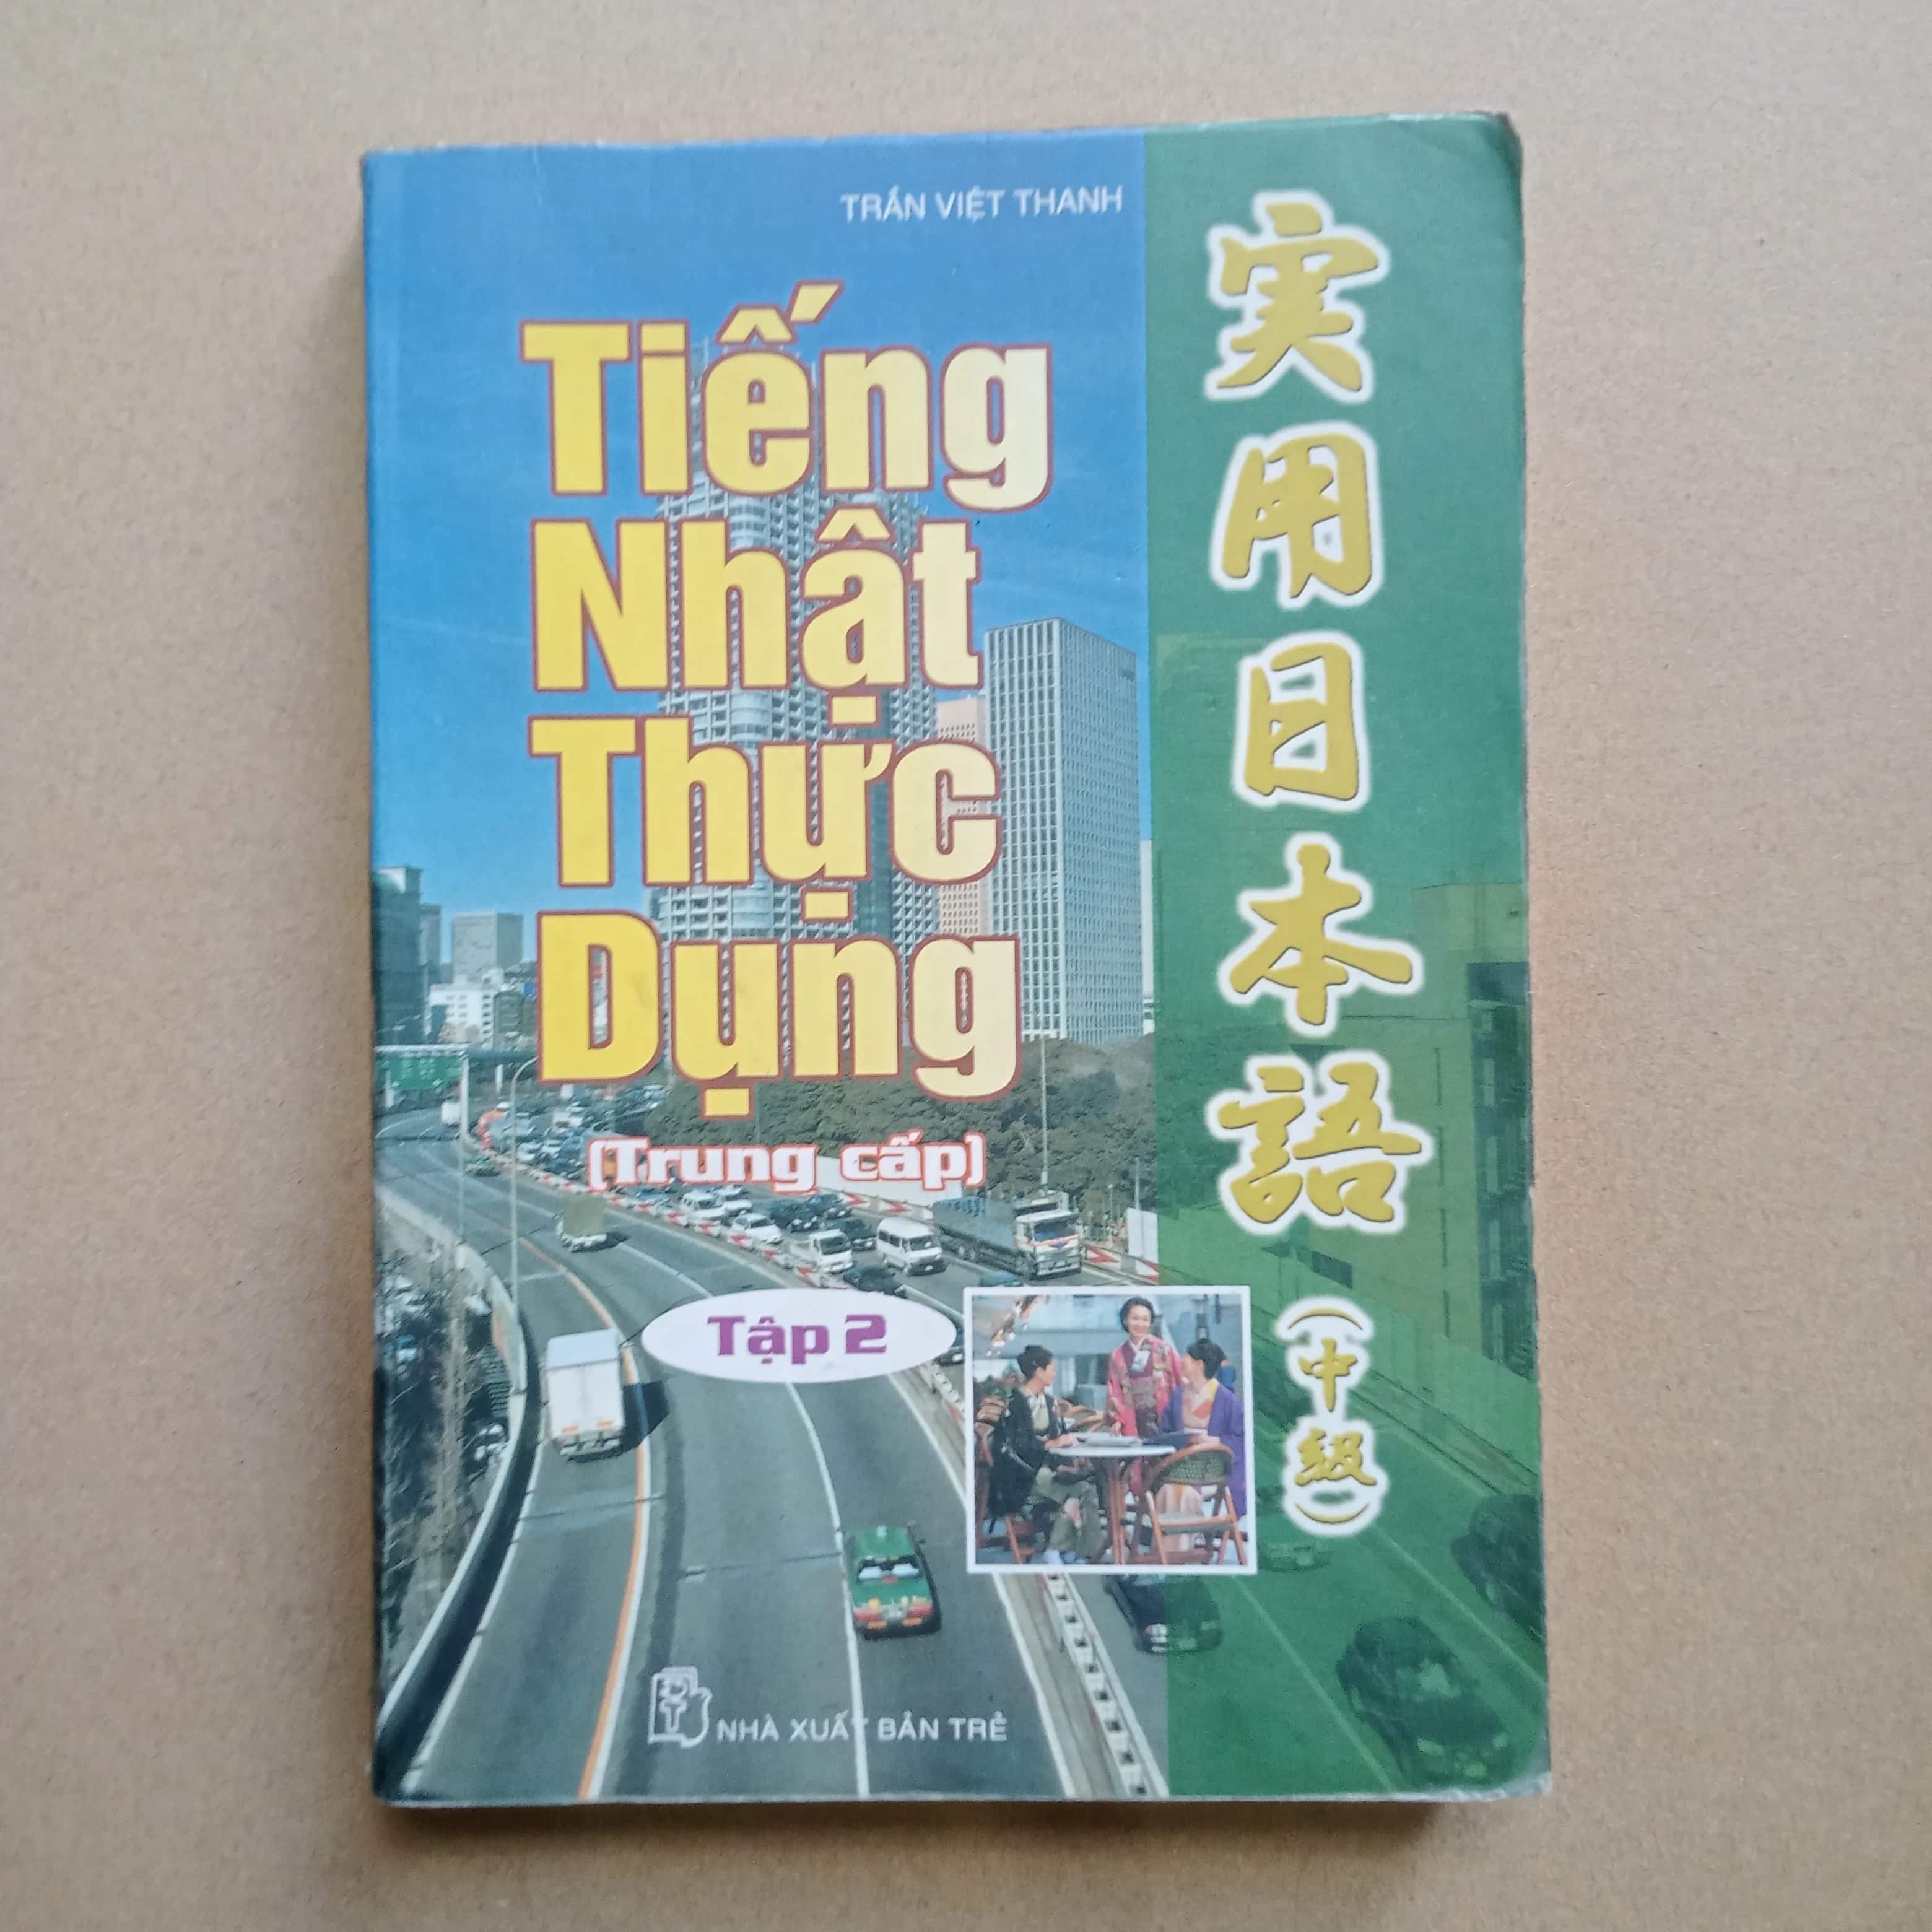 TRẦN VIỆT THANH
Tiếng
Nhật
Thực
Dụng
(Trung cấp)
Tập 2
NHÀ XUẤT BẢN TRẺ
実用日本語
(中級)